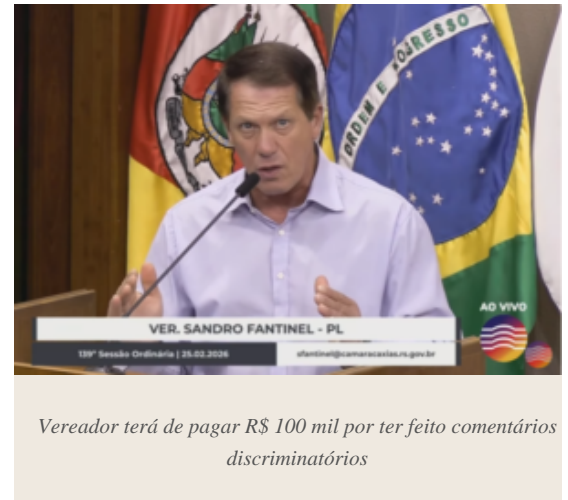 ORDEM E PROGRESSO
AO VIVO
VER. SANDRO FANTINEL - PL
139ª Sessão Ordinária | 25.02.2026
sfantinel@camaracaxias.rs.gov.br
Vereador terá de pagar R$ 100 mil por ter feito comentários
discriminatórios